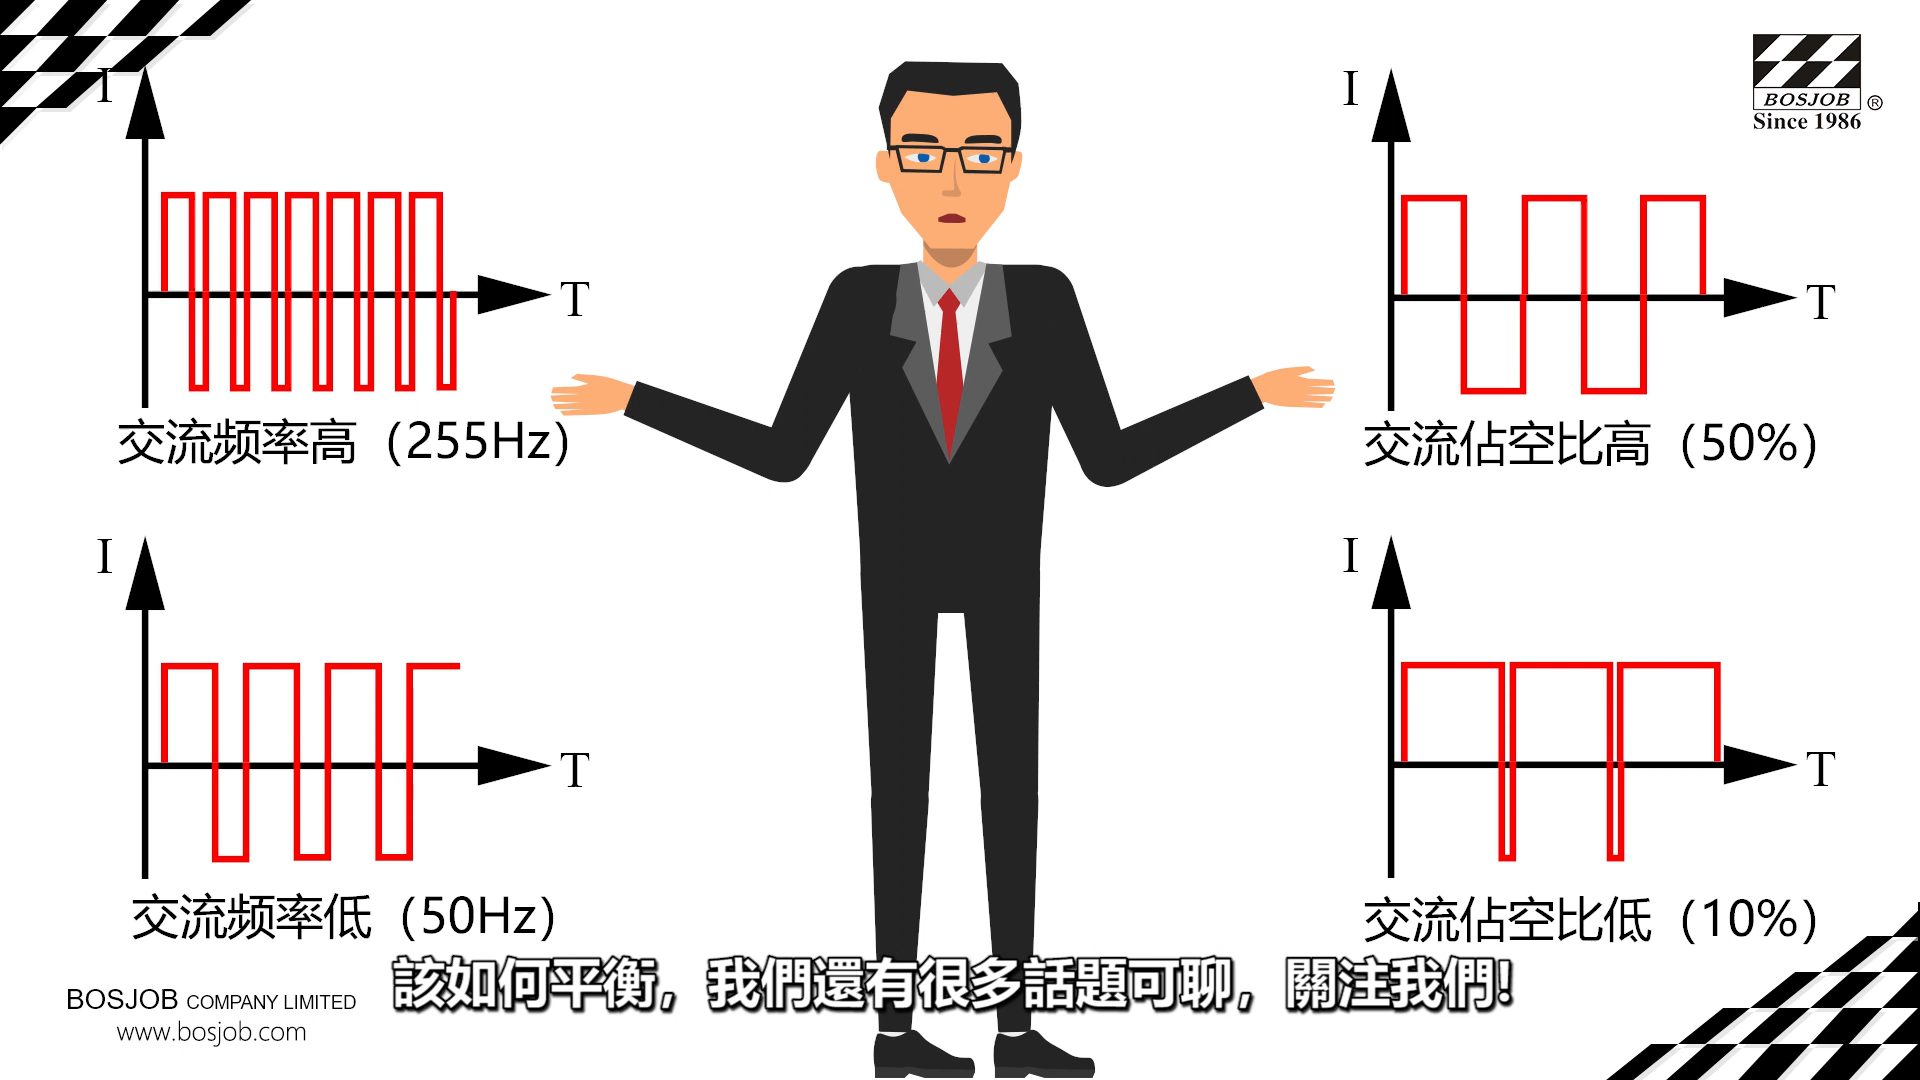 I
T
交流频率高（255Hz）
I
T
交流佔空比高（50%）
BOSJOB ®
Since 1986
I
T
交流频率低（50Hz）
I
T
交流佔空比低（10%）
該如何平衡，我們還有很多話題可聊，關注我們!
BOSJOB COMPANY LIMITED
www.bosjob.com